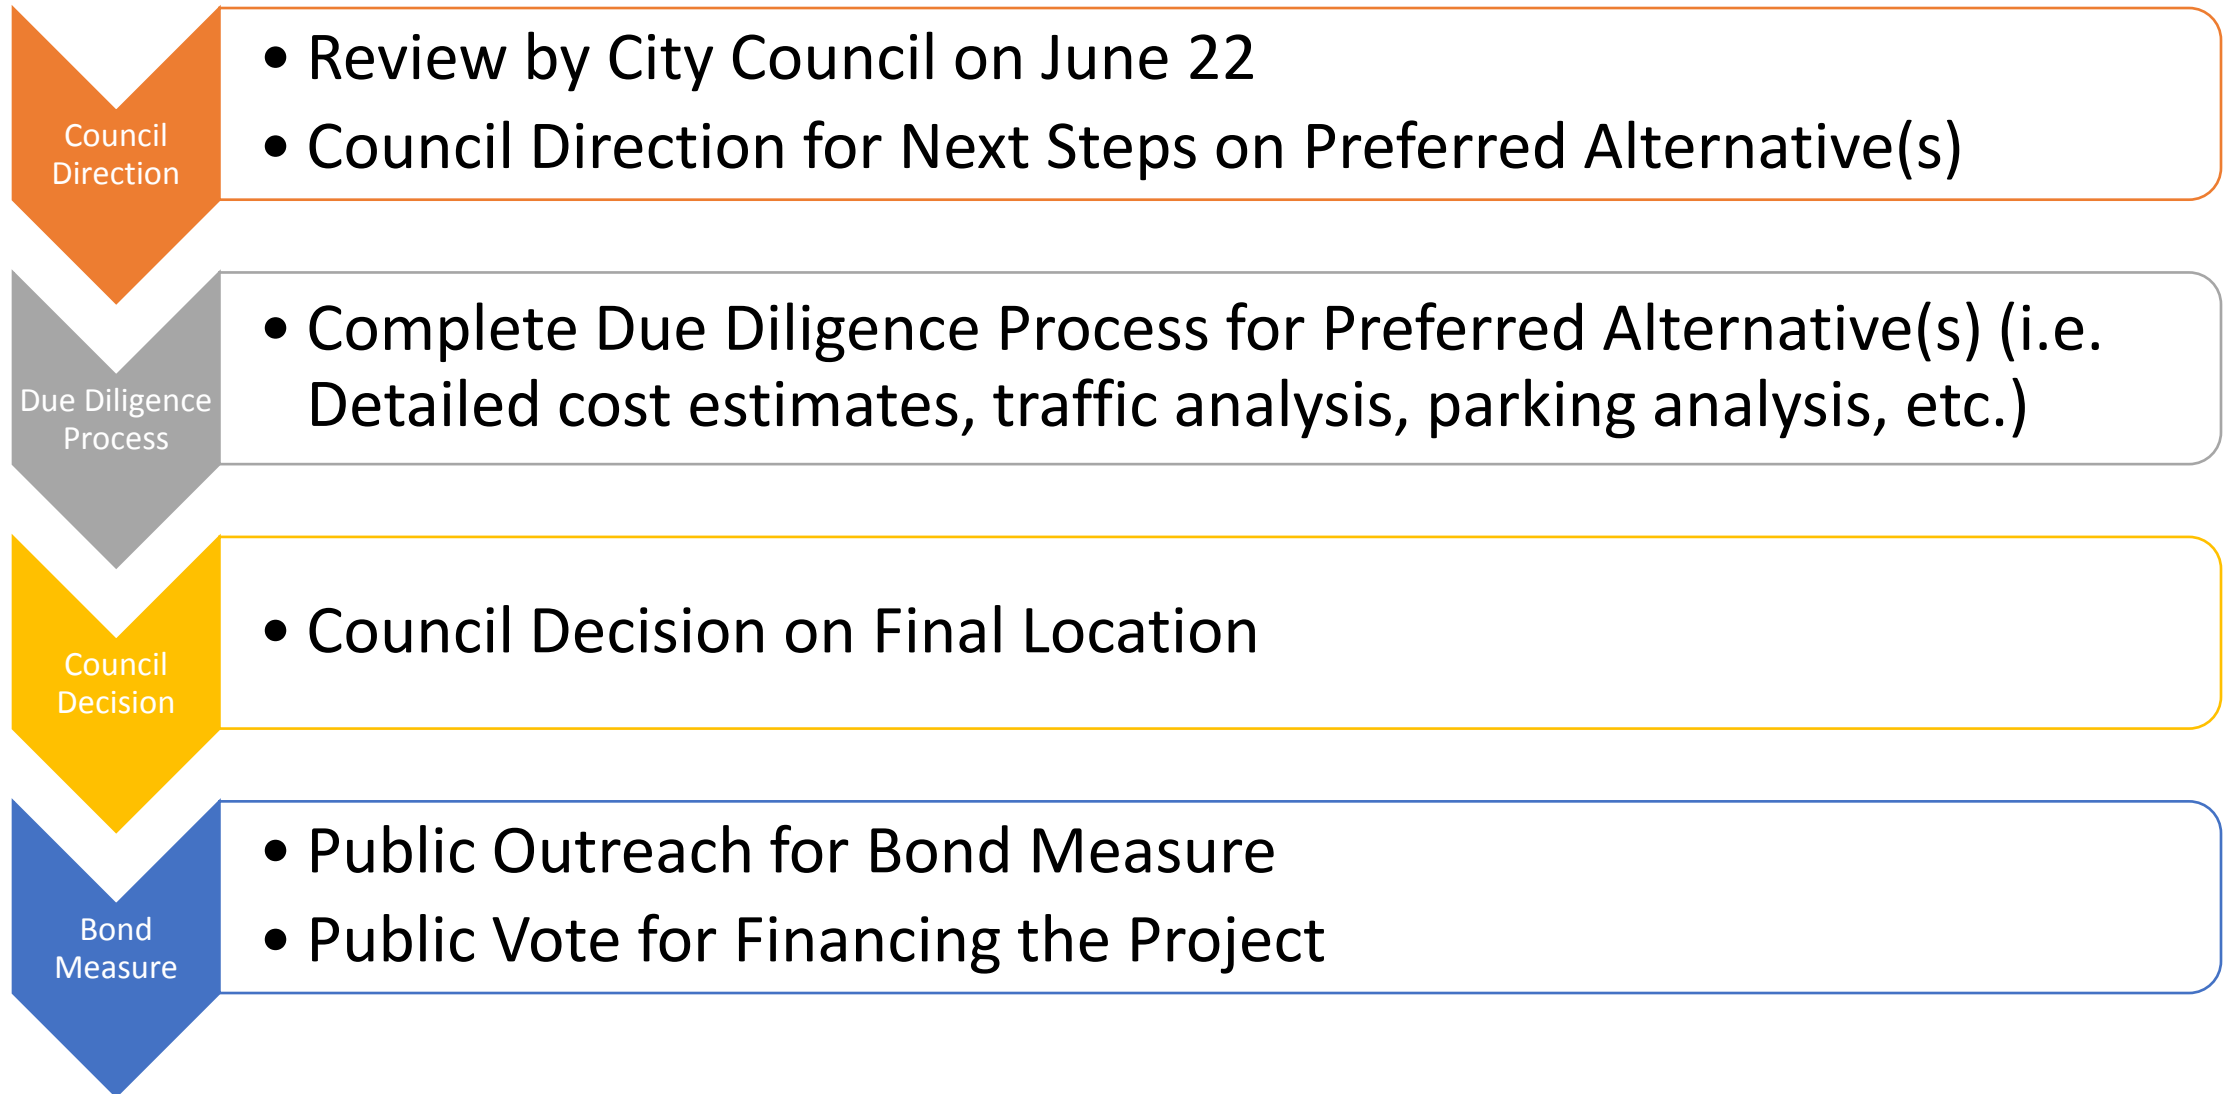 Council
Direction
• Review by City Council on June 22
• Council Direction for Next Steps on Preferred Alternative(s)
Due Diligence
Process
• Complete Due Diligence Process for Preferred Alternative(s) (i.e.
Detailed cost estimates, traffic analysis, parking analysis, etc.)
Council
Decision
• Council Decision on Final Location
Bond
Measure
• Public Outreach for Bond Measure
• Public Vote for Financing the Project